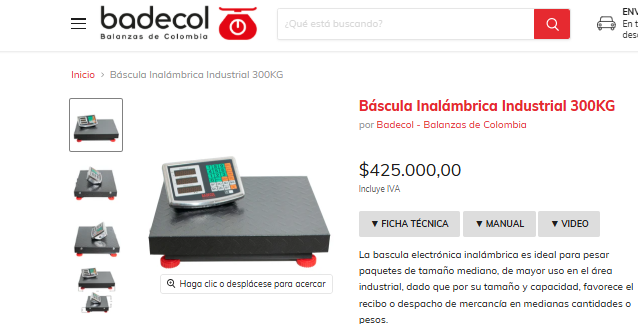 badecol
Balanzas de Colombia
¿Qué está buscando?
ENV
En t
desc
Inicio > Báscula Inalámbrica Industrial 300KG
Báscula Inalámbrica Industrial 300KG
por Badecol - Balanzas de Colombia
$425.000,00
Incluye IVA
▼ FICHA TÉCNICA
▼ MANUAL
▼ VIDEO
La bascula electrónica inalámbrica es ideal para pesar
paquetes de tamaño mediano, de mayor uso en el área
industrial, dado que por su tamaño y capacidad, favorece el
recibo o despacho de mercancía en medianas cantidades o
pesos.
Haga clic o desplácese para acercar